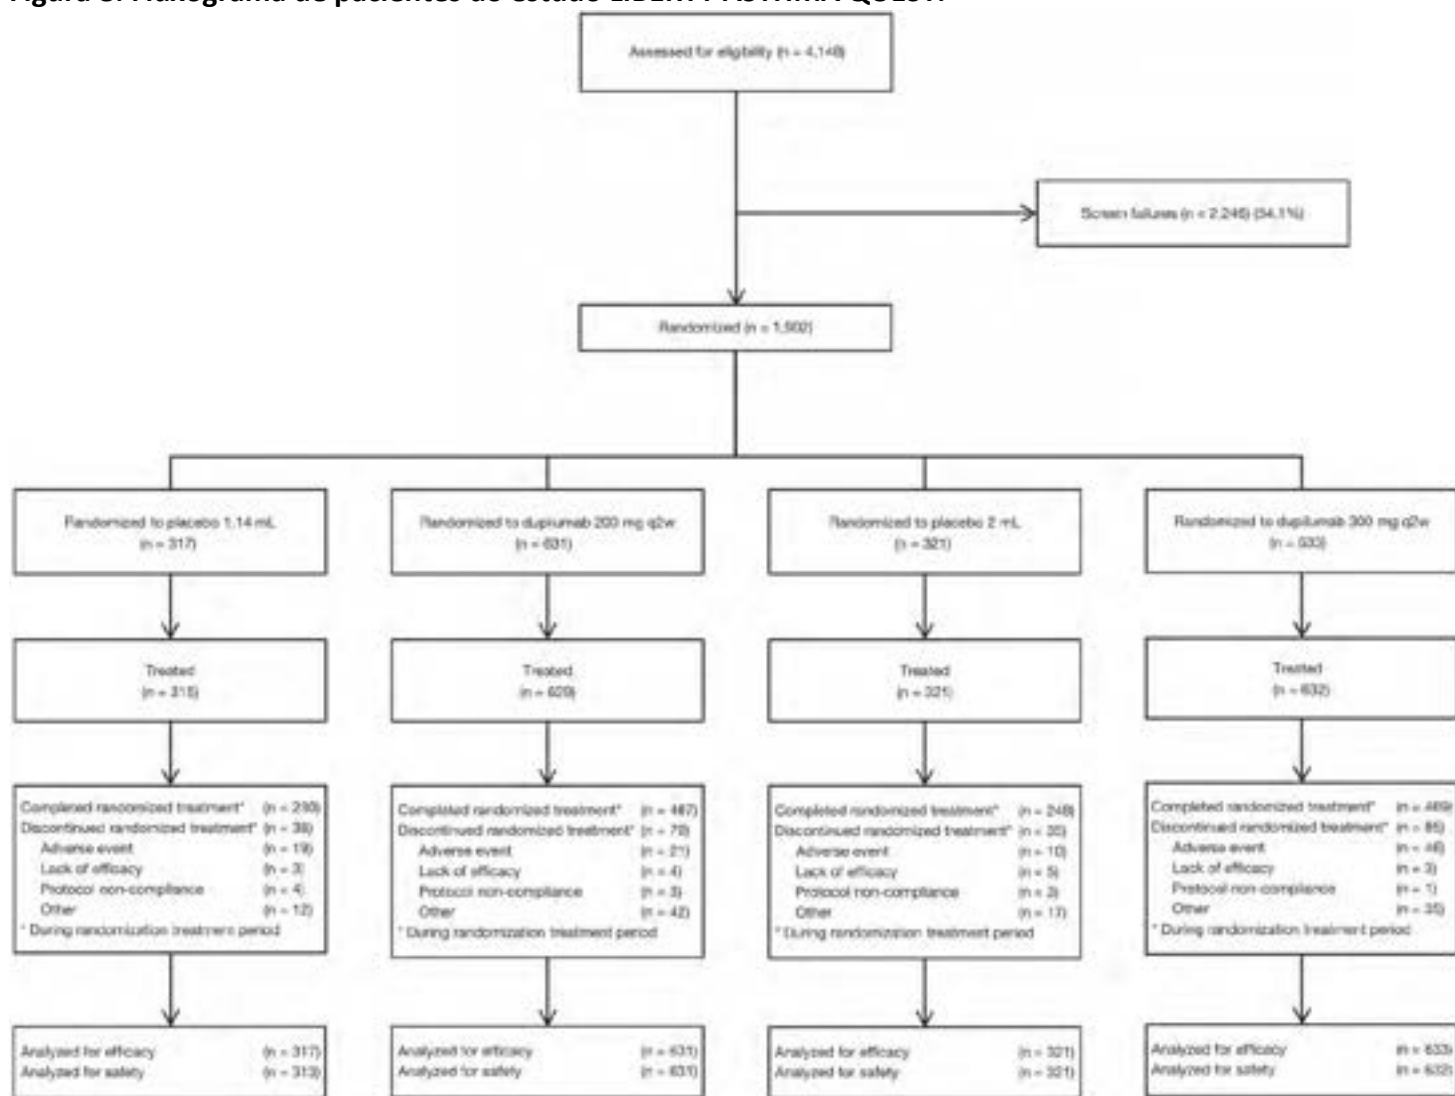 de pacientes do estudo LIBERTY ASTHMA QUEST.
Assessed for eligibility (n = 4,148)
Screen failures (n = 2,246)
Randomized (n = 1,902)
Randomized to placebo 1.14 mL
(n = 317)
Randomized to dupilumab 200 mg q2w
(n = 631)
Randomized to placebo 2 mL
(n = 321)
Randomized to dupilumab 300 mg q2w
(n = 633)
Treated
(n = 315)
Treated
(n = 629)
Treated
(n = 321)
Treated
(n = 632)
Completed randomized treatment*
Discontinued randomized treatment* (n = 38)
Adverse event (n = 19)
Lack of efficacy (n = 3)
Protocol non-compliance (n = 4)
Other (n = 12)
* During randomization treatment period
Completed randomized treatment*
Discontinued randomized treatment* (n = 70)
Adverse event (n = 21)
Lack of efficacy (n = 4)
Protocol non-compliance (n = 3)
Other (n = 42)
* During randomization treatment period
Completed randomized treatment*
Discontinued randomized treatment* (n = 35)
Adverse event (n = 10)
Lack of efficacy (n = 5)
Protocol non-compliance (n = 3)
Other (n = 17)
* During randomization treatment period
Completed randomized treatment*
Discontinued randomized treatment* (n = 85)
Adverse event (n = 46)
Lack of efficacy (n = 3)
Protocol non-compliance (n = 1)
Other (n = 35)
* During randomization treatment period
Analyzed for efficacy (n = 317)
Analyzed for safety (n = 313)
Analyzed for efficacy (n = 631)
Analyzed for safety (n = 631)
Analyzed for efficacy (n = 321)
Analyzed for safety (n = 321)
Analyzed for efficacy (n = 633)
Analyzed for safety (n = 632)